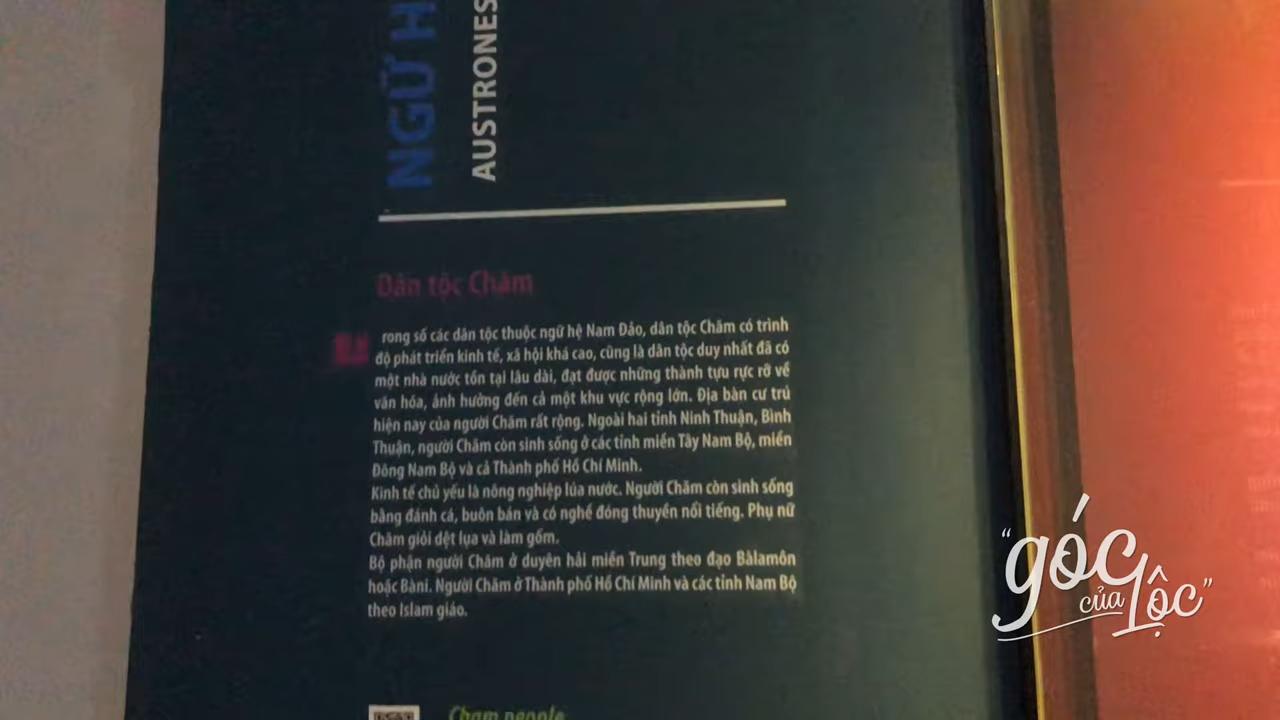 NGỮ H
AUSTRONES
Dân tộc Chăm
Trong số các dân tộc thuộc ngữ hệ Nam Đảo, dân tộc Chăm có trình
độ phát triển kinh tế, xã hội khá cao, cũng là dân tộc duy nhất đã có
một nhà nước tồn tại lâu dài, đạt được những thành tựu rực rỡ về
văn hóa, ảnh hưởng đến cả một khu vực rộng lớn. Địa bàn cư trú
hiện nay của người Chăm rất rộng. Ngoài hai tỉnh Ninh Thuận, Bình
Thuận, người Chăm còn sinh sống ở các tỉnh miền Tây Nam Bộ, miền
Đông Nam Bộ và cả Thành phố Hồ Chí Minh.
Kinh tế chủ yếu là nông nghiệp lúa nước. Người Chăm còn sinh sống
bằng đánh cá, buôn bán và có nghề đóng thuyền nổi tiếng. Phụ nữ
Chăm giỏi dệt lụa và làm gốm.
Bộ phận người Chăm ở duyên hải miền Trung theo đạo Bàlamôn
hoặc Bàni. Người Chăm ở Thành phố Hồ Chí Minh và các tỉnh Nam Bộ
theo Islam giáo.
Cham people
"góc của Lộc"